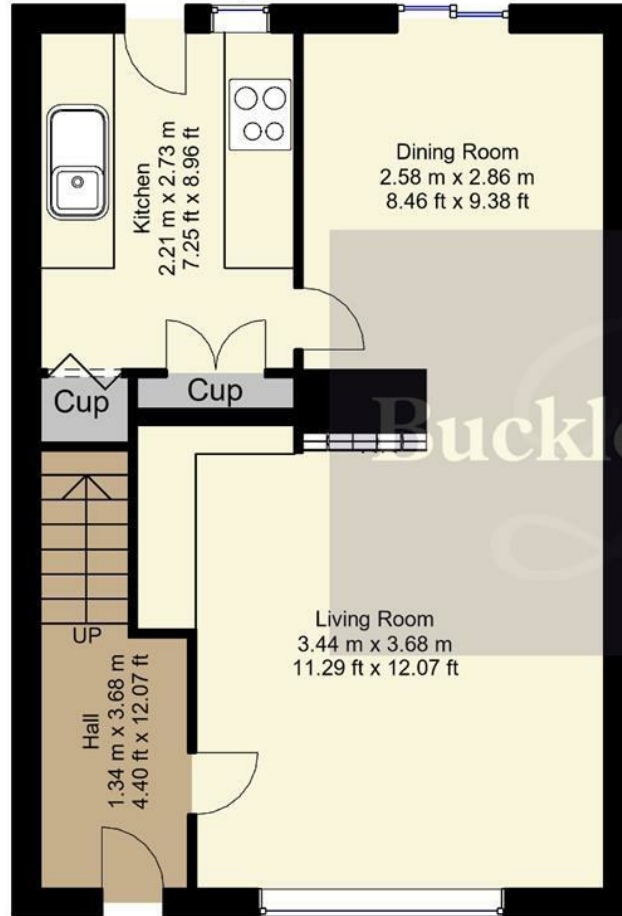 Kitchen
2.21 m x 2.73 m
7.25 ft x 8.96 ft
Dining Room
2.58 m x 2.86 m
8.46 ft x 9.38 ft
Cup
Cup
Buckl
UP
Living Room
3.44 m x 3.68 m
11.29 ft x 12.07 ft
Hall
1.34 m x 3.68 m
4.40 ft x 12.07 ft